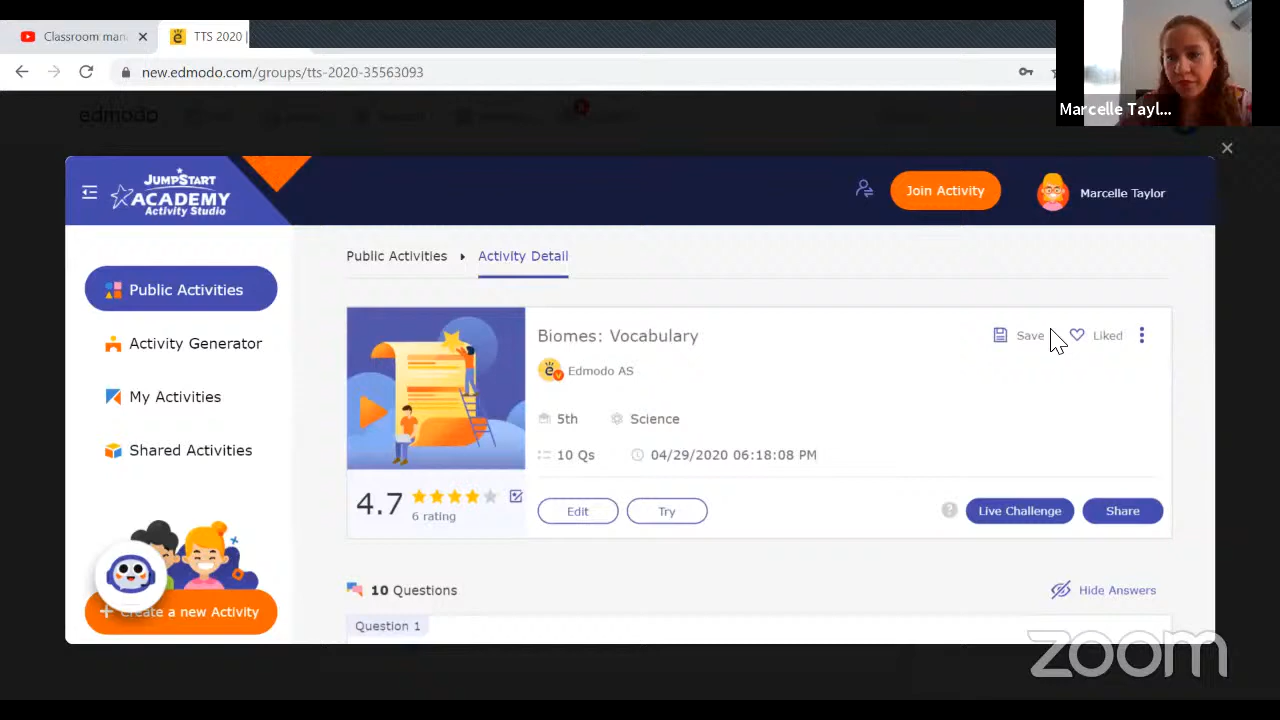 Classroom man
TTS 2020 |
new.edmodo.com/groups/tts-2020-35563093
Marcelle Tayl...
edmodo
JUMPSTART
ACADEMY
Activity Studio
Join Activity
Marcelle Taylor
Public Activities
Activity Generator
My Activities
Shared Activities
+ Create a new Activity
Public Activities
Activity Detail
Biomes: Vocabulary
Save
Liked
Edmodo AS
5th
Science
10 Qs
04/29/2020 06:18:08 PM
4.7
6 rating
Edit
Try
?
Live Challenge
Share
10 Questions
Hide Answers
Question 1
zoom